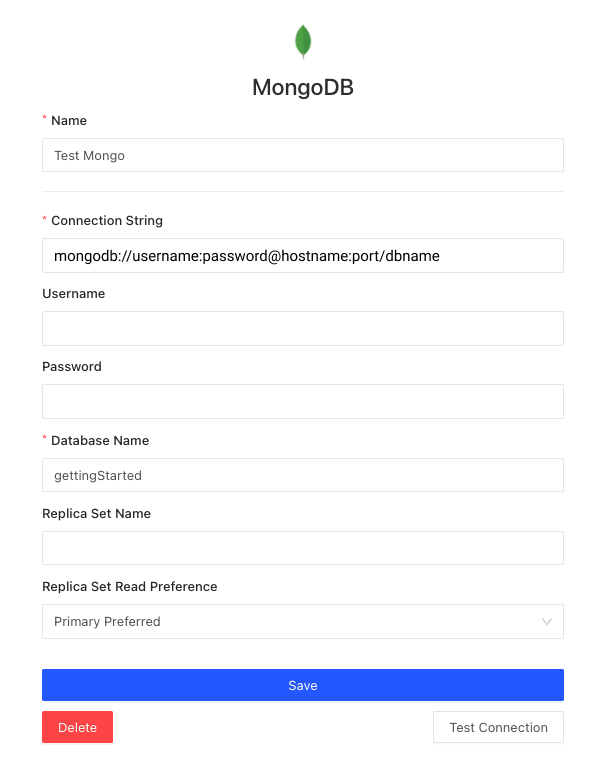 MongoDB
* Name
Test Mongo
* Connection String
mongodb://username:password@hostname:port/dbname
Username
Password
* Database Name
gettingStarted
Replica Set Name
Replica Set Read Preference
Primary Preferred
Save
Delete Test Connection